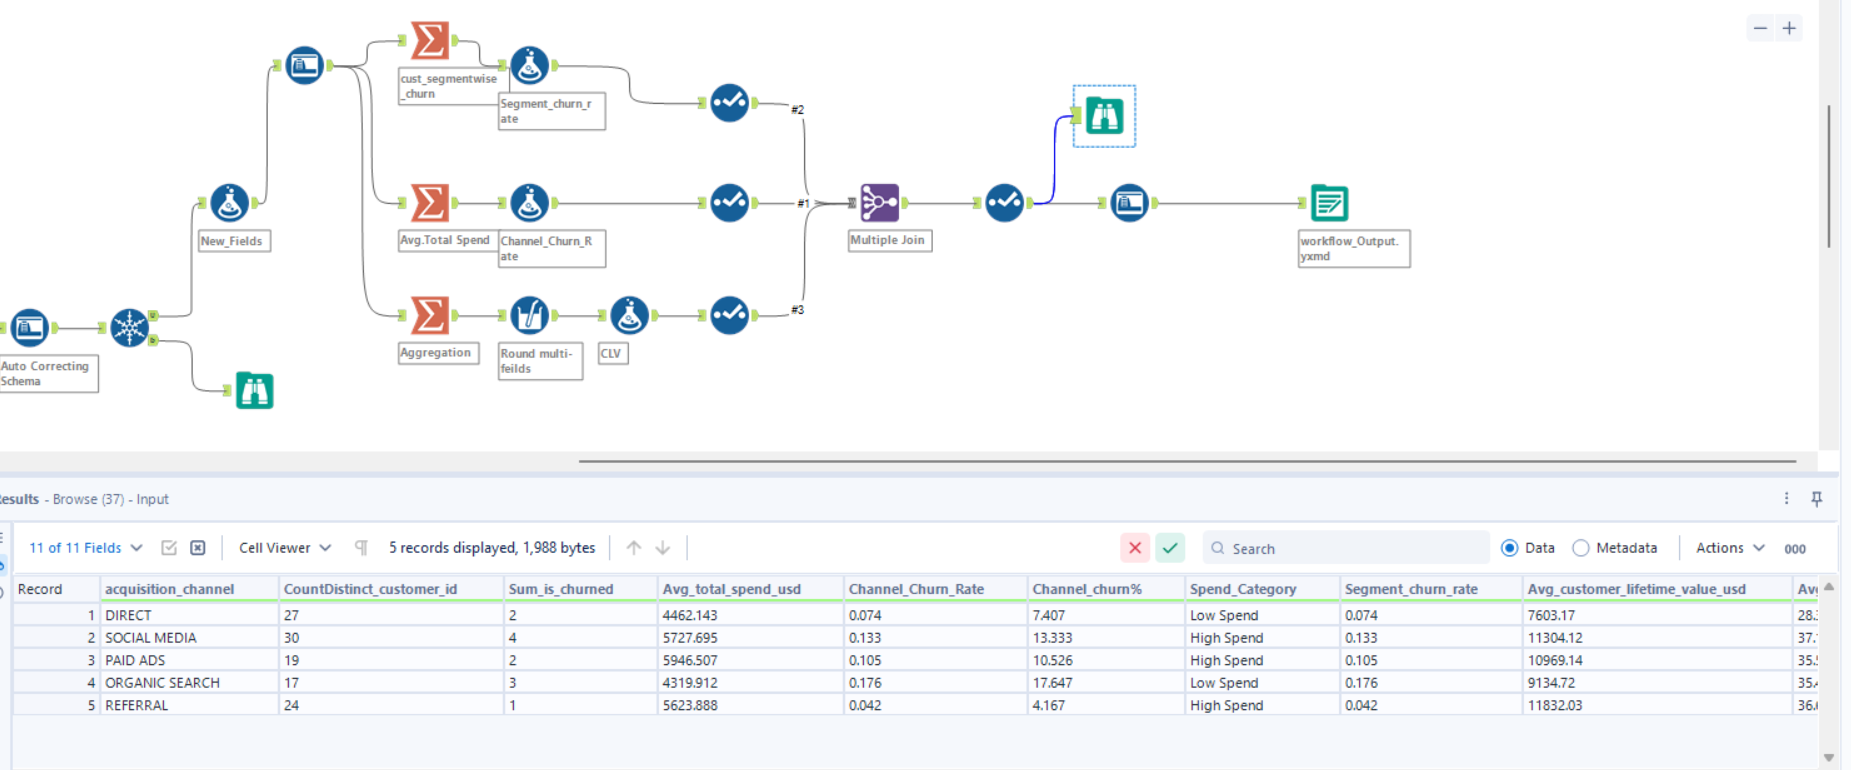 cust_segmentwise
_churn
Segment_churn_r
ate
#2
New_Fields
Avg.Total Spend
Channel_Churn_R
ate
#1
Multiple Join
workflow_Output.
yxmd
#3
Auto Correcting
Schema
Aggregation
Round multi-
feilds
CLV
Results - Browse (37) - Input
11 of 11 Fields Cell Viewer 5 records displayed, 1,988 bytes Search Data Metadata Actions 000
Record acquisition_channel CountDistinct_customer_id Sum_is_churned Avg_total_spend_usd Channel_Churn_Rate Channel_churn% Spend_Category Segment_churn_rate Avg_customer_lifetime_value_usd
1 DIRECT 27 2 4462.143 0.074 7.407 Low Spend 0.074 7603.17 28.
2 SOCIAL MEDIA 30 4 5727.695 0.133 13.333 High Spend 0.133 11304.12 37.
3 PAID ADS 19 2 5946.507 0.105 10.526 High Spend 0.105 10969.14 35.
4 ORGANIC SEARCH 17 3 4319.912 0.176 17.647 Low Spend 0.176 9134.72 35.
5 REFERRAL 24 1 5623.888 0.042 4.167 High Spend 0.042 11832.03 36.